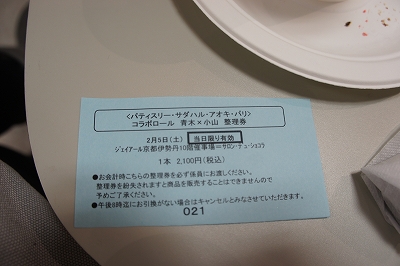 <パティスリー・サダハル・アオキ・パリ>
コラボロール 青木×小山 整理券
2月5日(土) 当日限り有効
ジェイアール京都伊勢丹10階催事場=サロン・デュ・ショコラ
1本 2,100円(税込)
●お会計時こちらの整理券を必ず係員にお渡しください。
整理券を紛失されますと商品を販売することはできませんので
予めご了承ください。
●午後8時迄にお引換がない場合はキャンセルとみなさせていただきます。
021